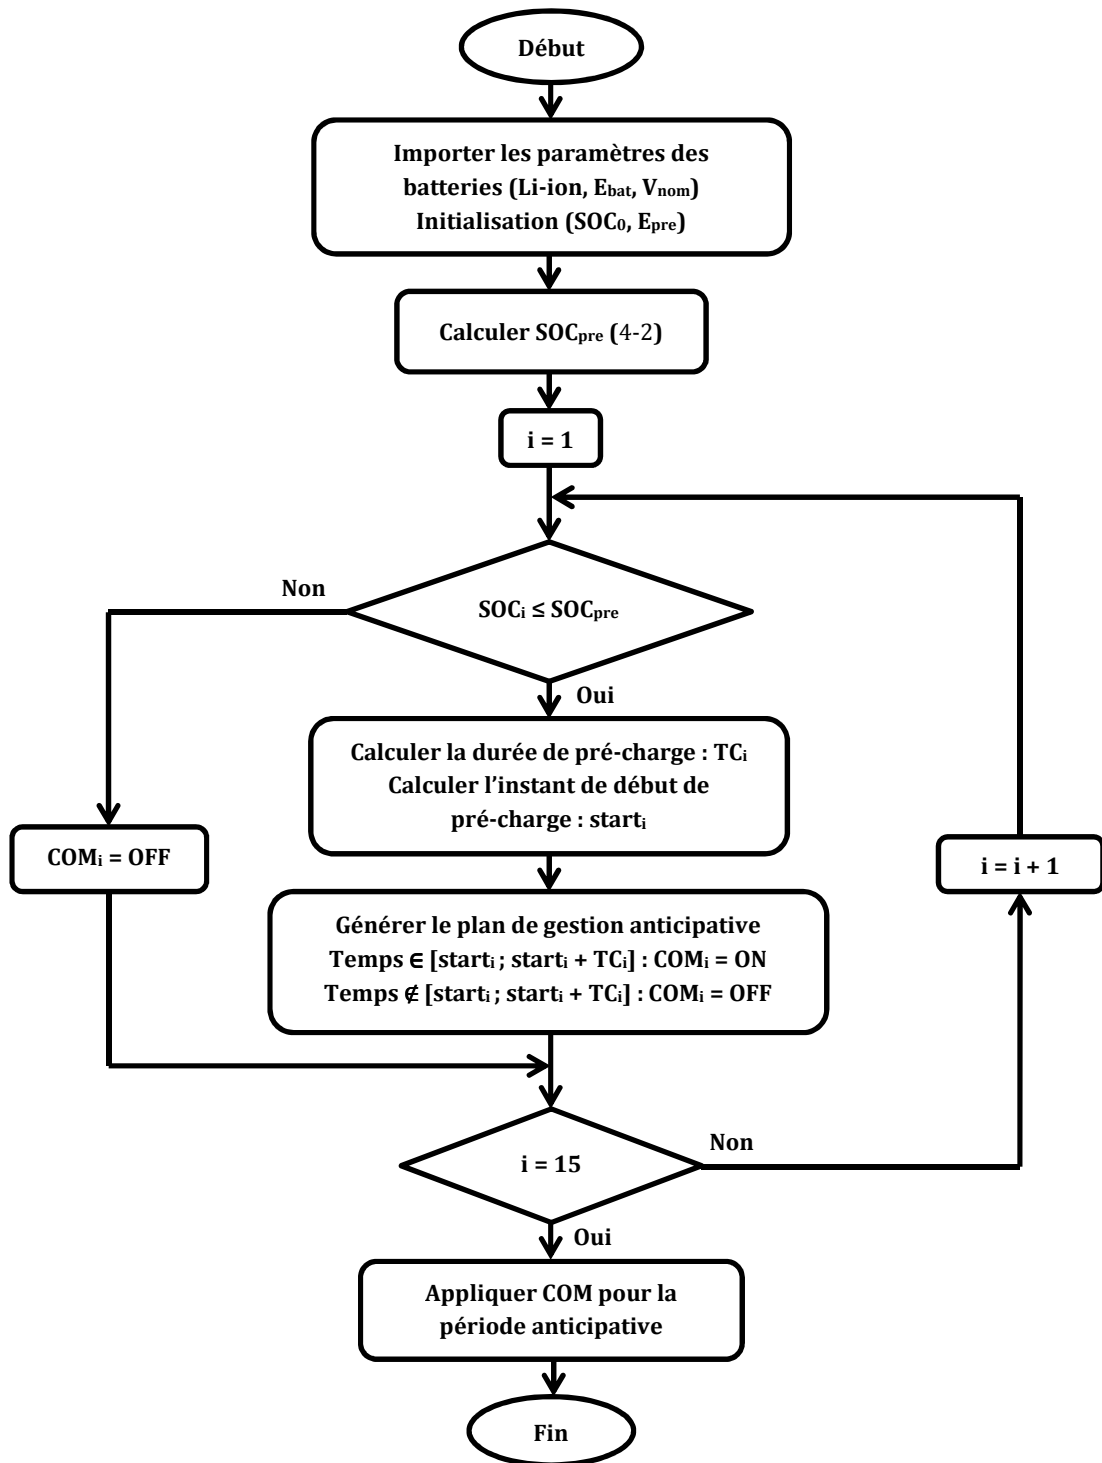 Début
Importer les paramètres des
batteries (Li-ion, Ebat, Vnom)
Initialisation (SOC0, Epre)
Calculer SOCpre (4-2)
i = 1
Non
SOCi ≤ SOCpre
Oui
Calculer la durée de pré-charge : TCi
Calculer l'instant de début de
pré-charge : starti
COMi = OFF
i = i + 1
Générer le plan de gestion anticipative
Temps ∈ [starti ; starti + TCi] : COMi = ON
Temps ∉ [starti ; starti + TCi] : COMi = OFF
Non
i = 15
Oui
Appliquer COM pour la
période anticipative
Fin